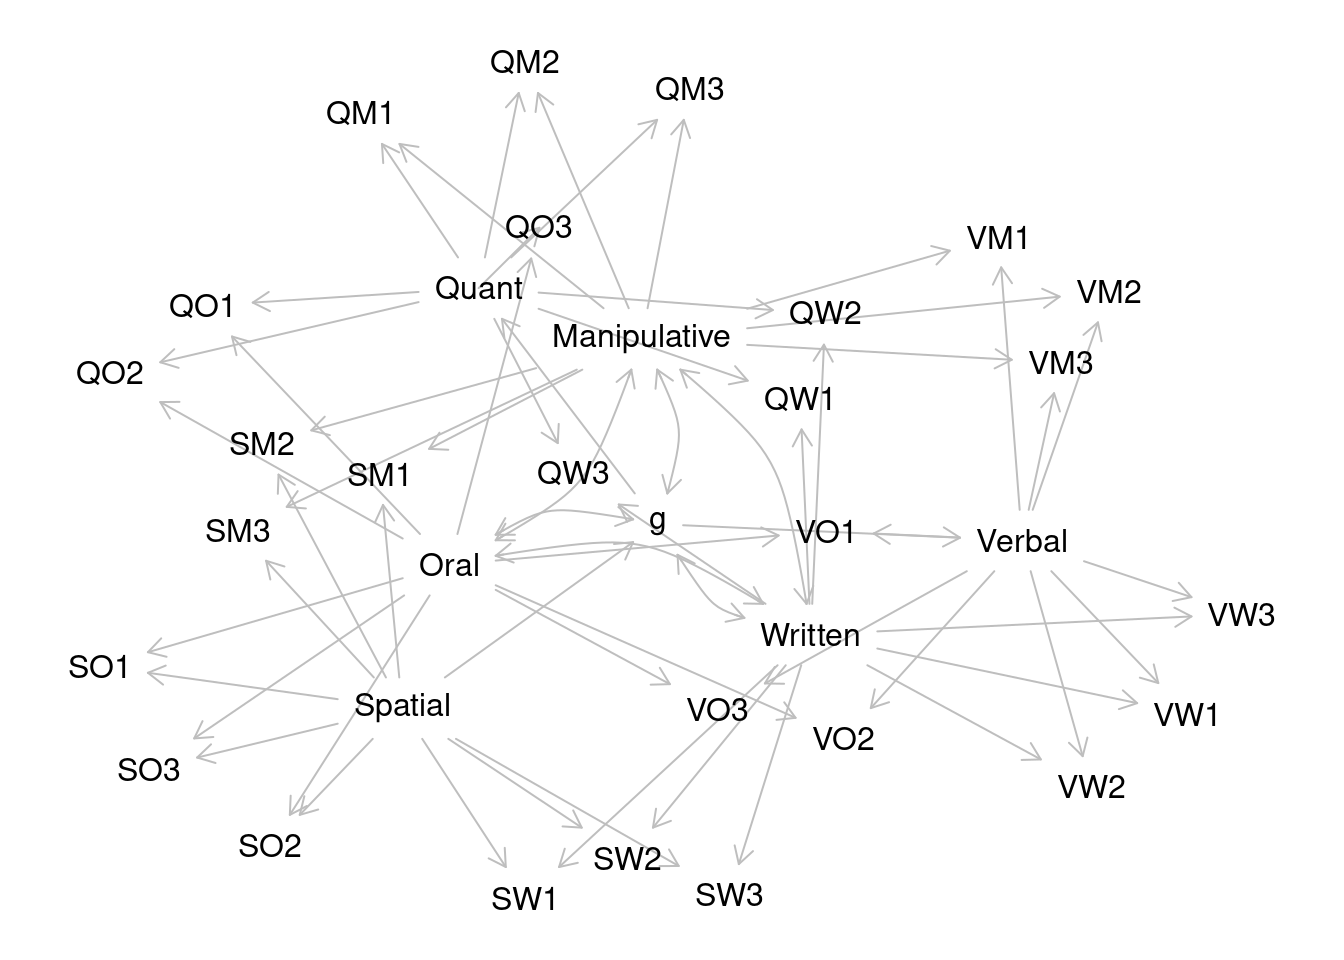 QM2
QM3
QM1
QO3
VM1
Quant
VM2
QO1
QW2
Manipulative
VM3
QO2
QW1
SM2
QW3
SM1
g
SM3
VO1
Verbal
Oral
VW3
Written
SO1
Spatial
VO3
VW1
VO2
SO3
VW2
SO2
SW2
SW1
SW3